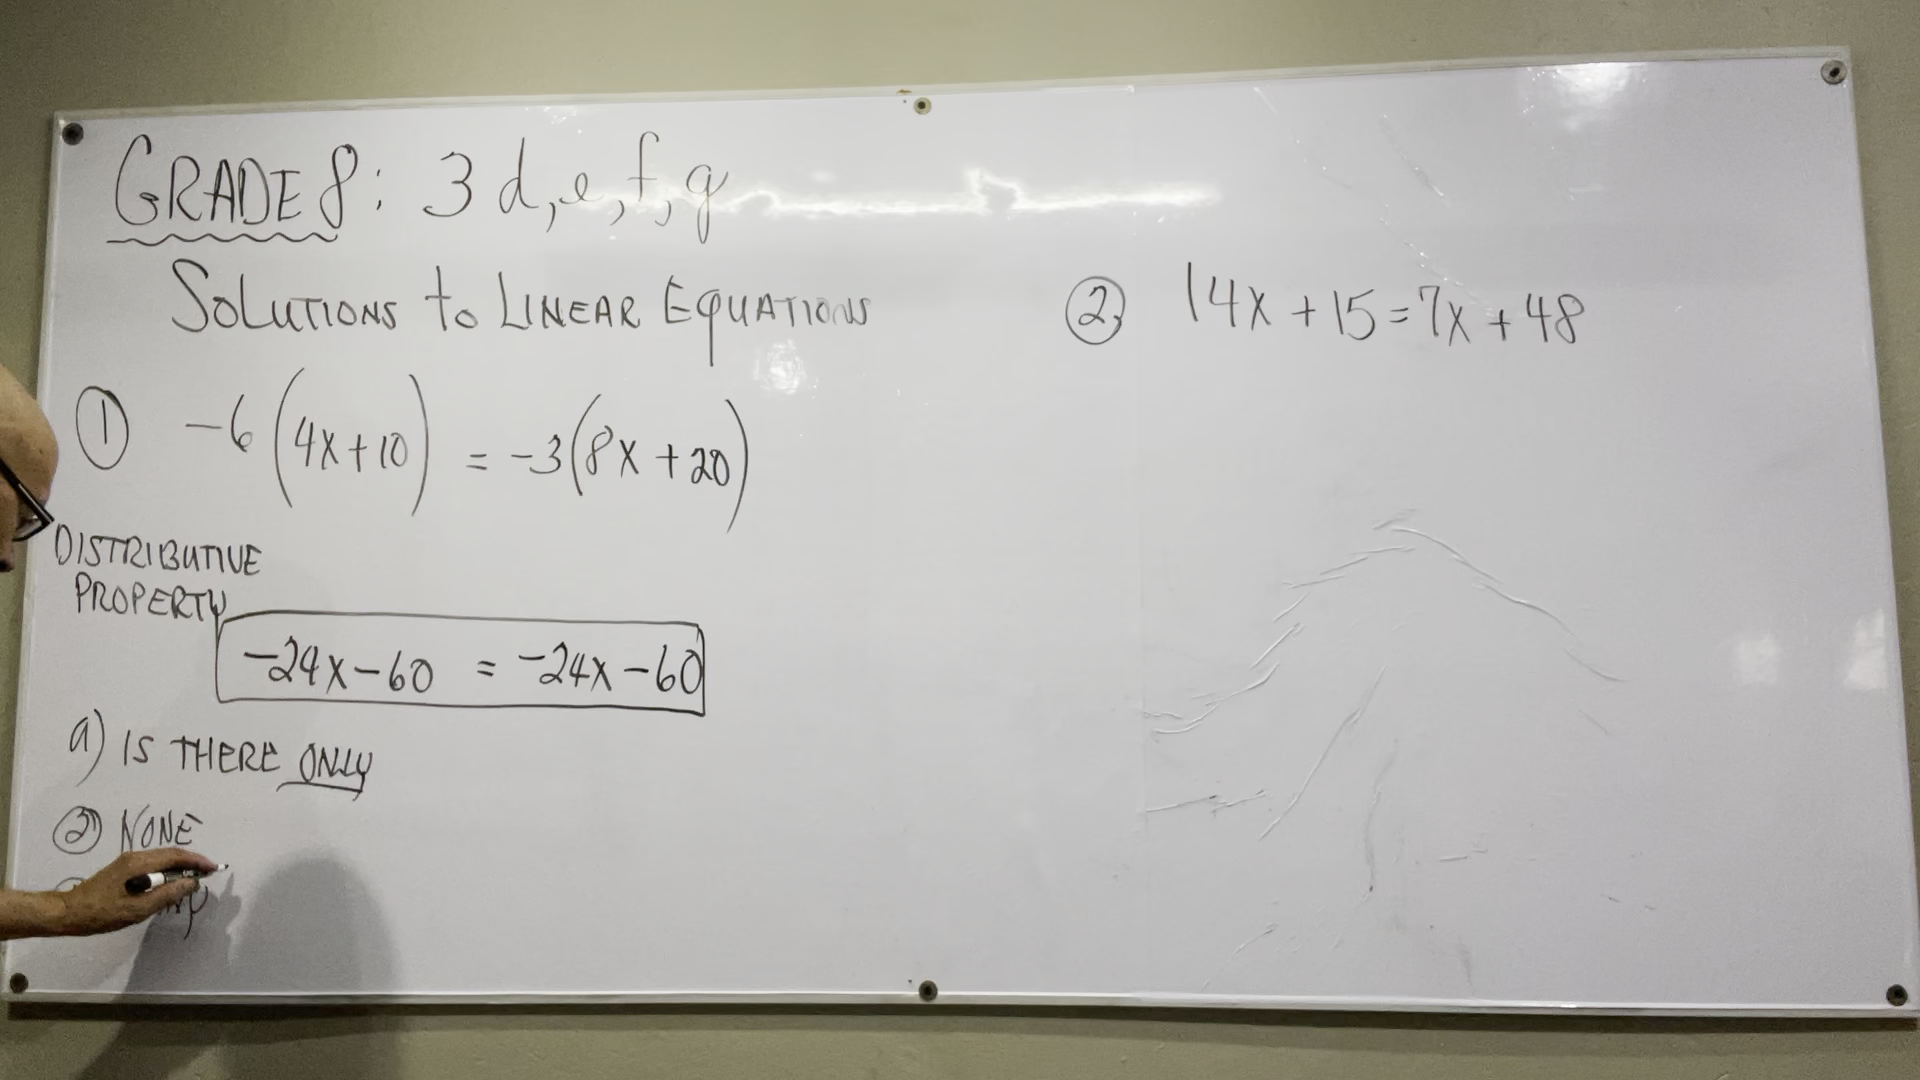 GRADE 8: 3 d, e, f, g
SOLUTIONS to LINEAR EQUATIONS
① -6(4x+10) = -3(8x+20)
DISTRIBUTIVE
PROPERTY
-24x-60 = -24x-60
a) IS THERE ONLY
② NONE
② 14x+15=7x+48